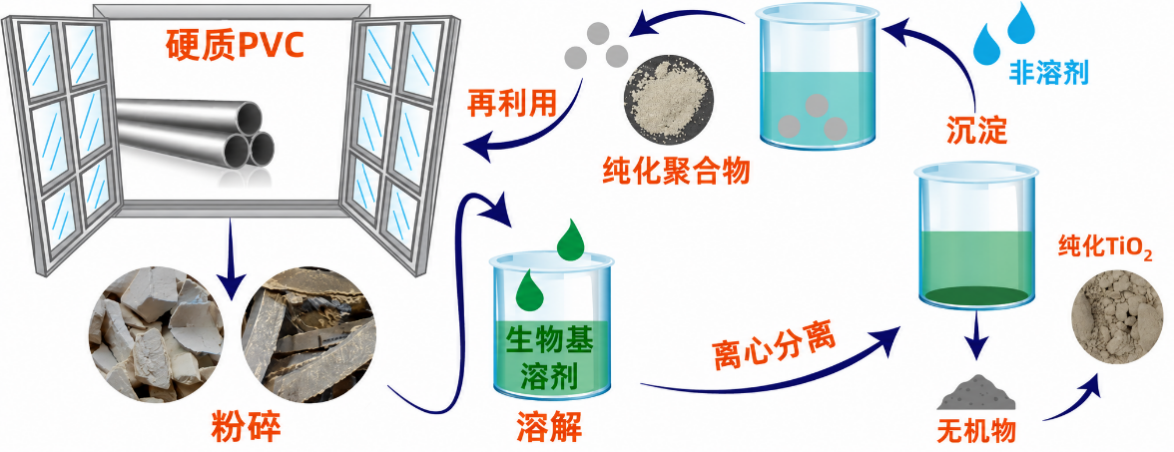 硬质PVC
再利用
纯化聚合物
非溶剂
沉淀
纯化TiO₂
生物基
溶剂
离心分离
粉碎
溶解
无机物